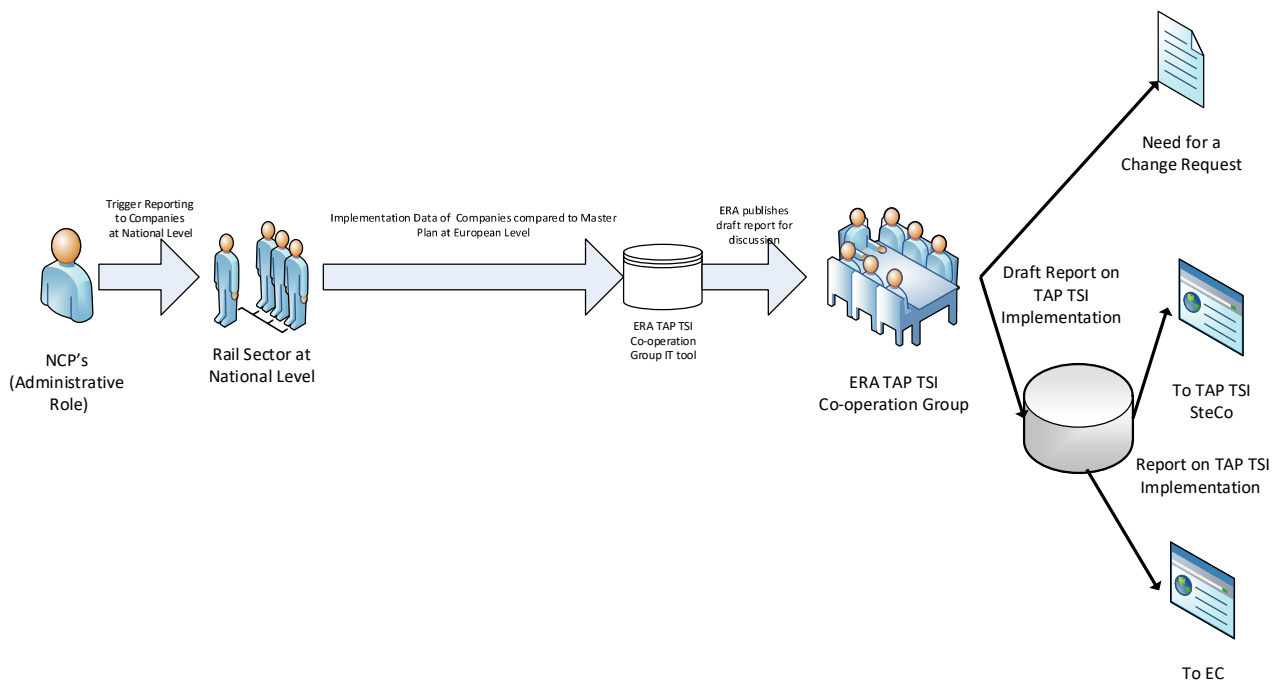 Trigger Reporting
to Companies
at National Level
NCP's
(Administrative
Role)
Rail Sector at
National Level
Implementation Data of Companies compared to Master
Plan at European Level
ERA TAP TSI
Co-operation
Group IT tool
ERA publishes
draft report for
discussion
ERA TAP TSI
Co-operation Group
Need for a
Change Request
Draft Report on
TAP TSI
Implementation
To TAP TSI
SteCo
Report on TAP TSI
Implementation
To EC